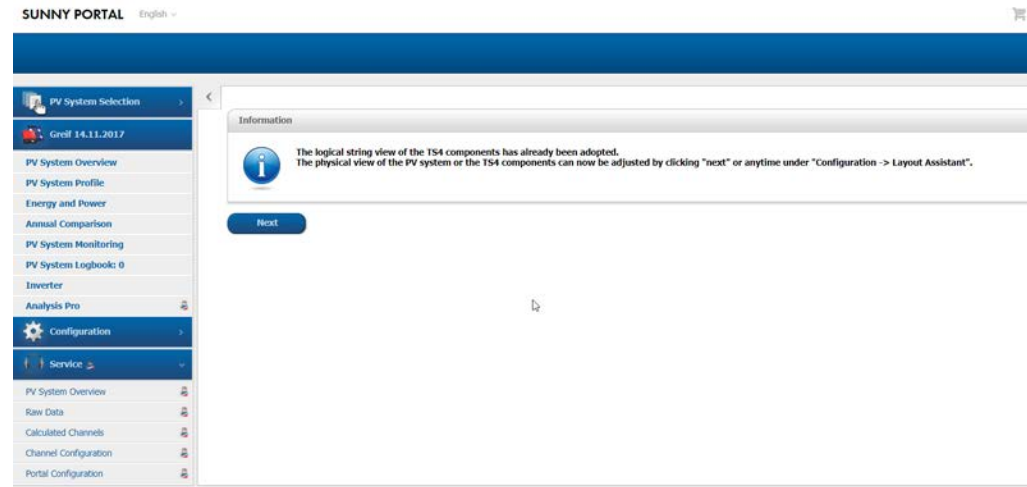 SUNNY PORTAL English
PV System Selection
Greif 14.11.2017
PV System Overview
PV System Profile
Energy and Power
Annual Comparison
PV System Monitoring
PV System Logbook: 0
Inverter
Analysis Pro
Configuration
Service
PV System Overview
Raw Data
Calculated Channels
Channel Configuration
Portal Configuration
Information
The logical string view of the TS4 components has already been adopted.
The physical view of the PV system or the TS4 components can now be adjusted by clicking "next" or anytime under "Configuration -> Layout Assistant".
Next